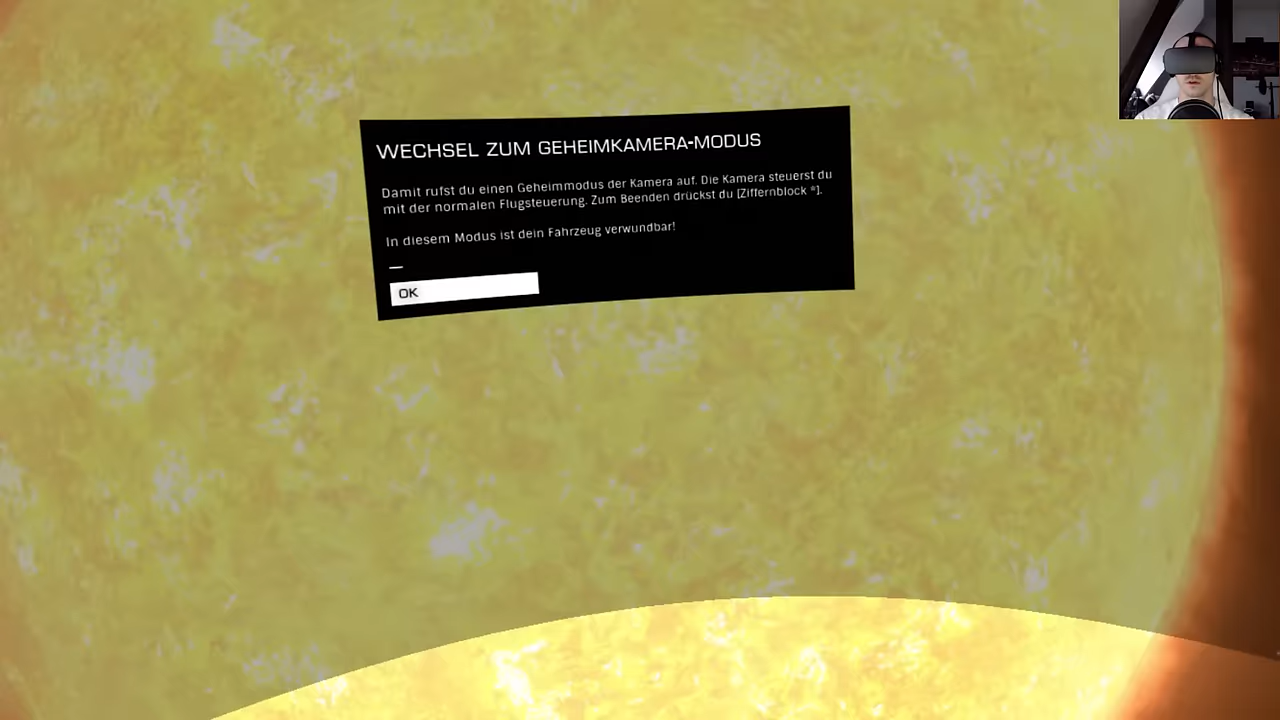 WECHSEL ZUM GEHEIMKAMERA-MODUS
Damit rufst du einen Geheimmodus der Kamera auf. Die Kamera steuerst du
mit der normalen Flugsteuerung. Zum Beenden drückst du [Ziffernblock *].
In diesem Modus ist dein Fahrzeug verwundbar!
OK